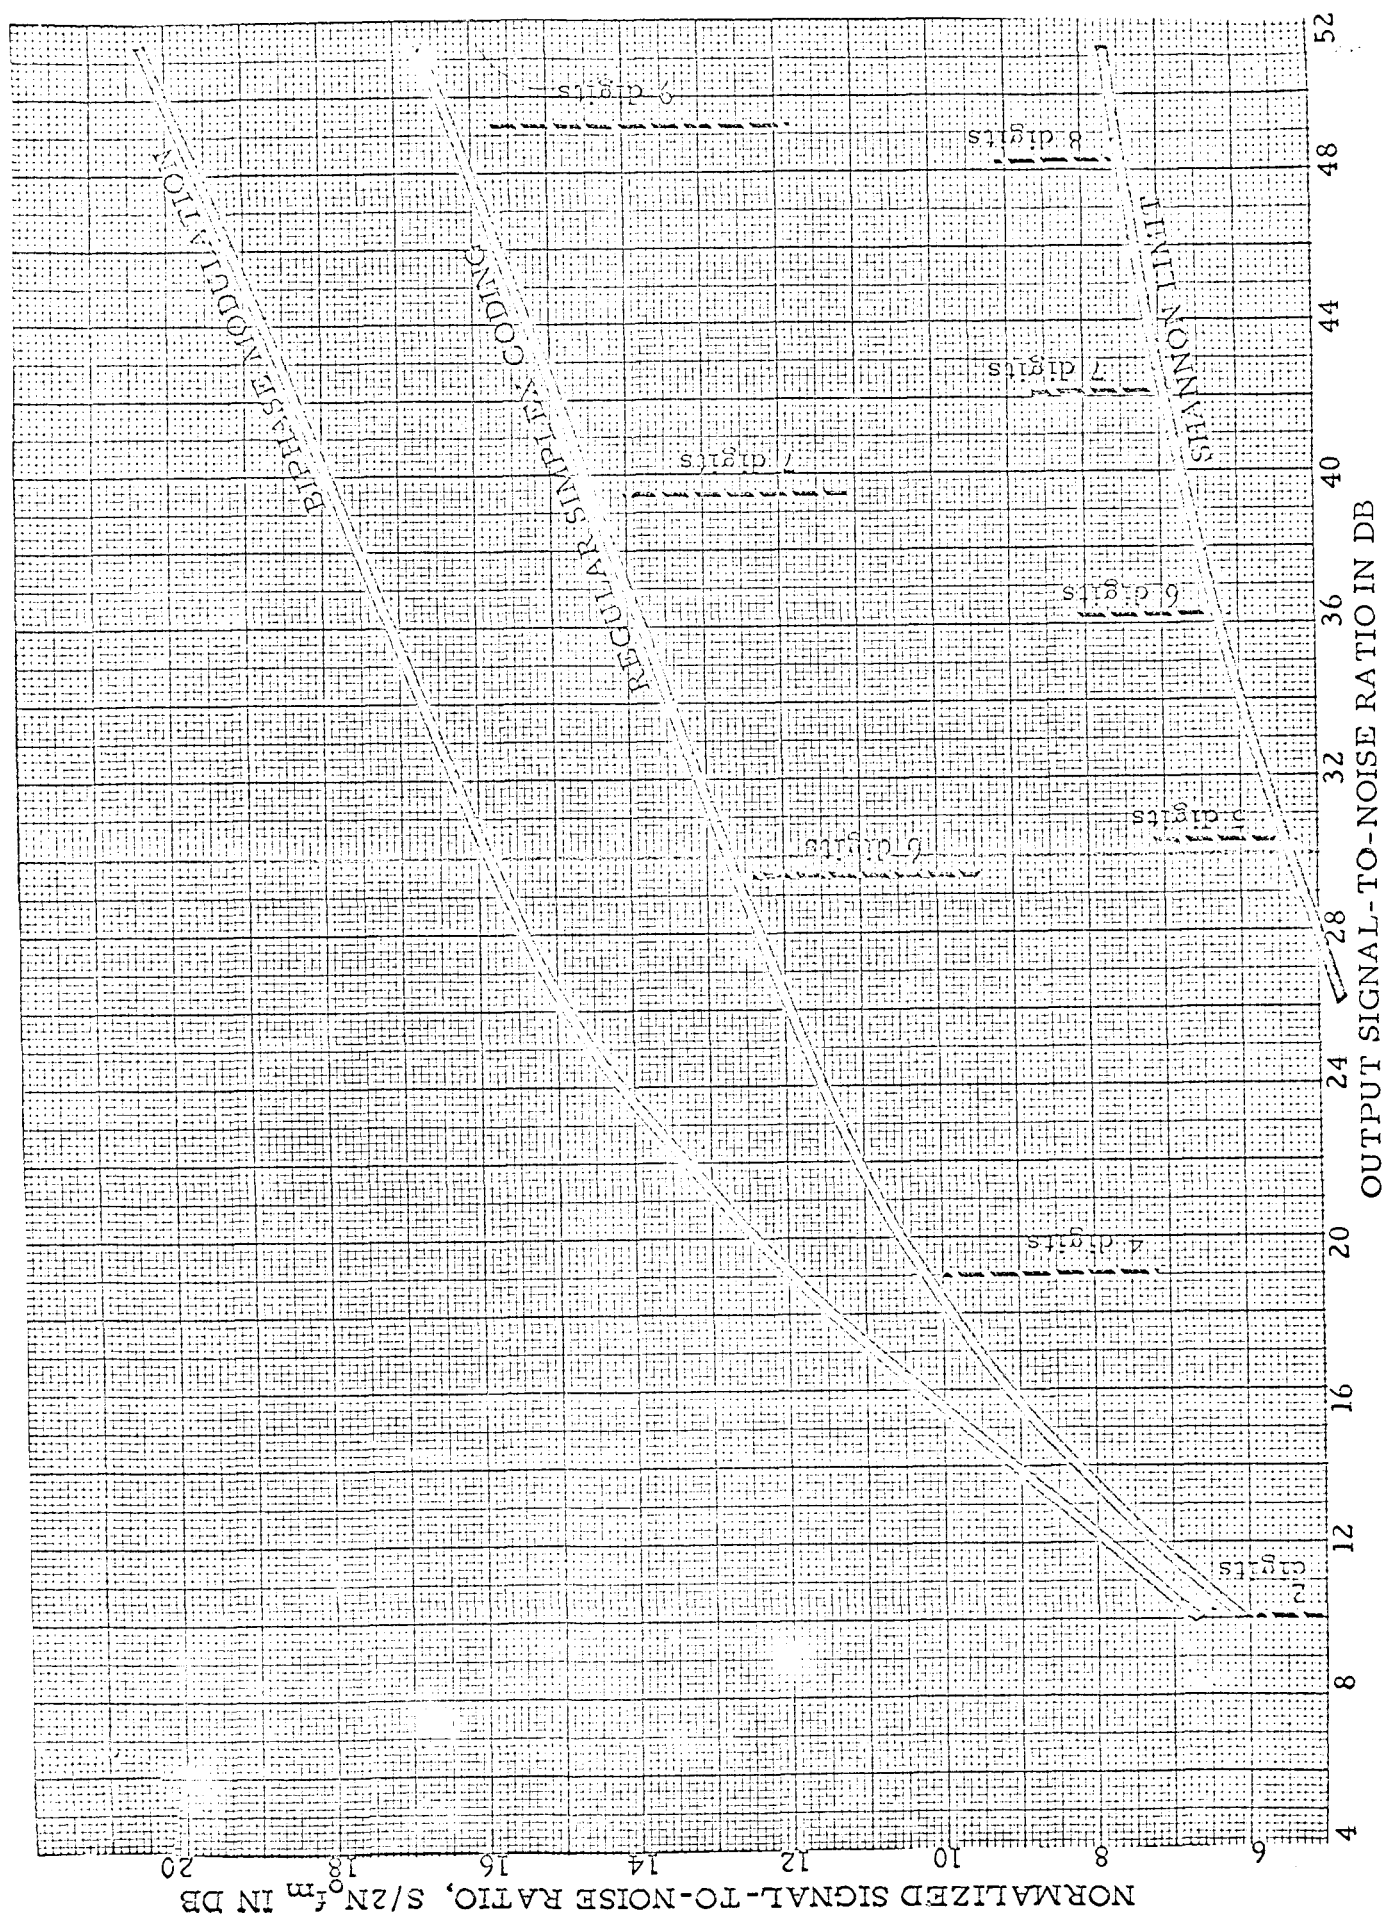 NORMALIZED SIGNAL-TO-NOISE RATIO, S/2Nofm IN DB
20
18
16
14
12
10
8
6
BIPHASE MODULATION
REGULAR SIMPLEX CODING
SHANNON LIMIT
digits
4 digits
6 digits
7 digits
9 digits
5 digits
6 digits
7 digits
8 digits
4
8
12
16
20
24
28
32
36
40
44
48
52
OUTPUT SIGNAL-TO-NOISE RATIO IN DB